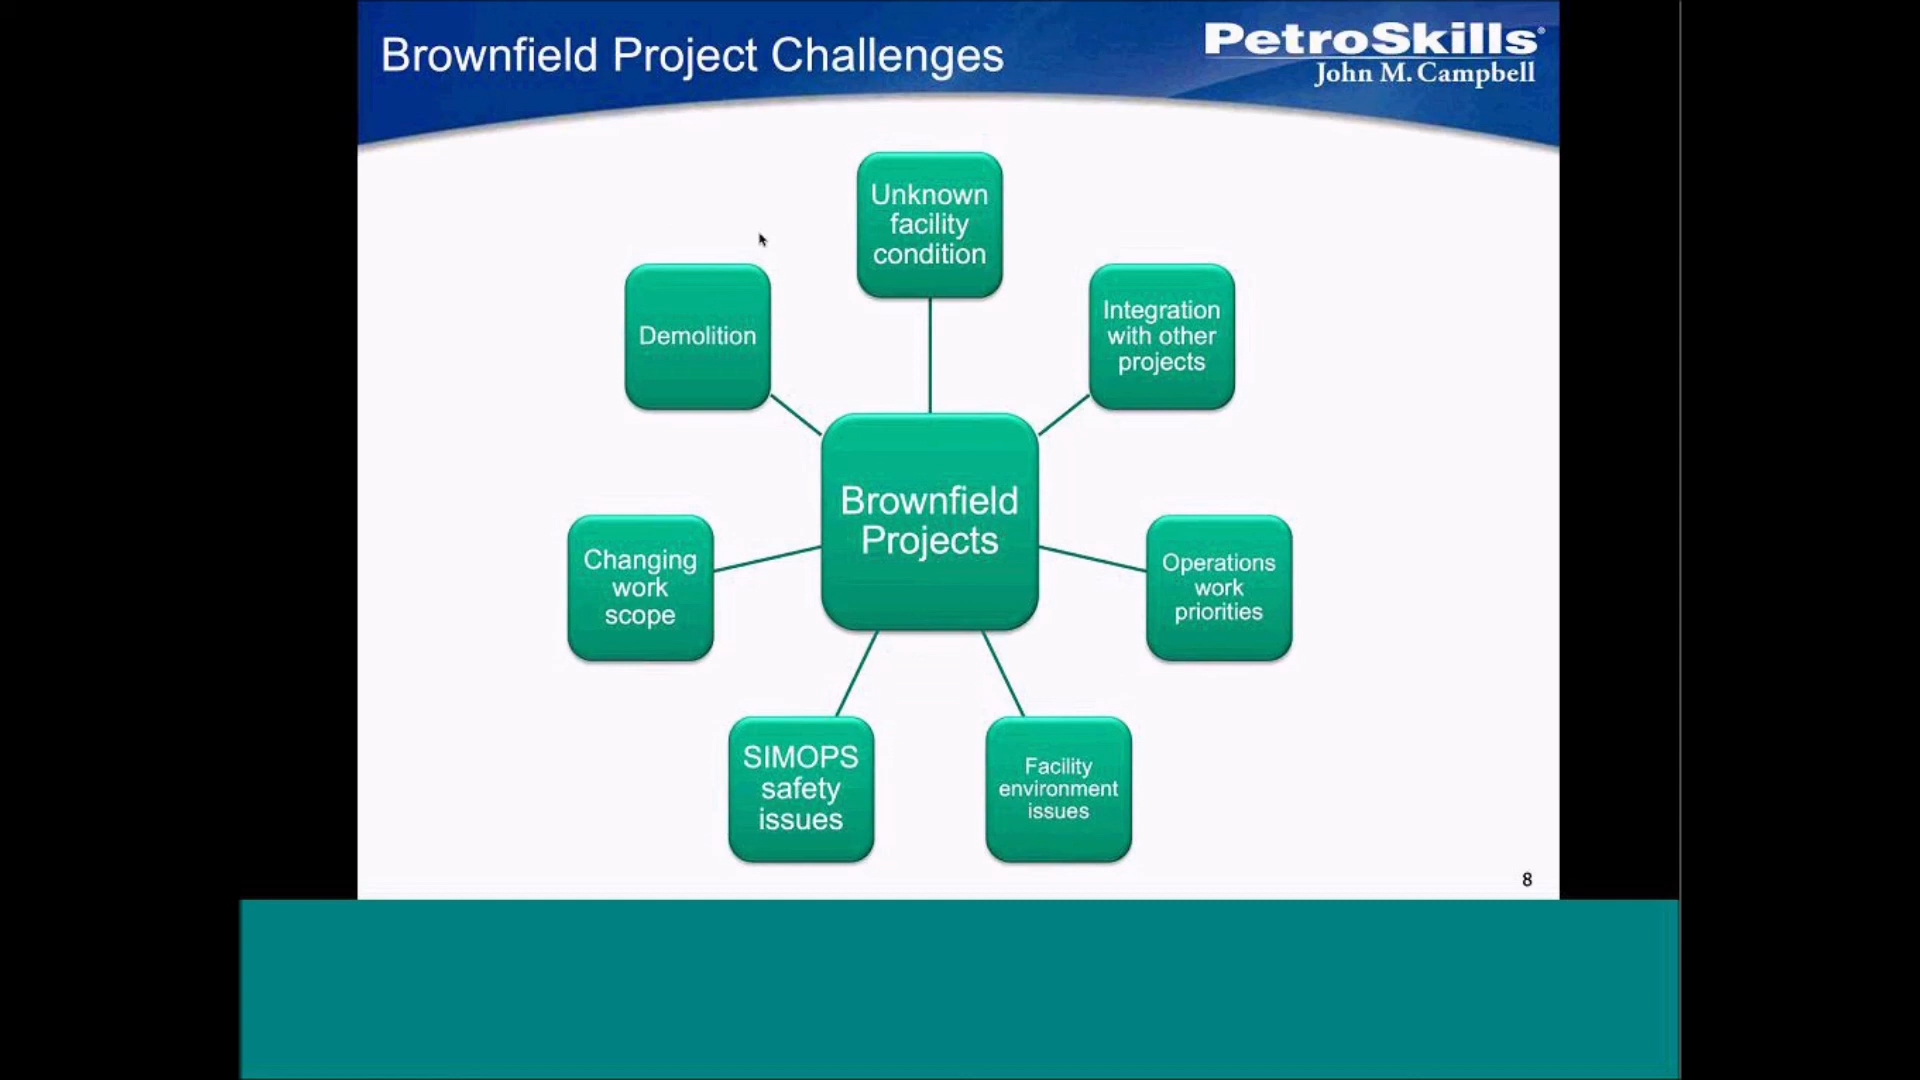 Brownfield Project Challenges
PetroSkills®
John M. Campbell
Unknown
facility
condition
Integration
with other
projects
Operations
work
priorities
Facility
environment
issues
SIMOPS
safety
issues
Changing
work
scope
Demolition
Brownfield
Projects
8